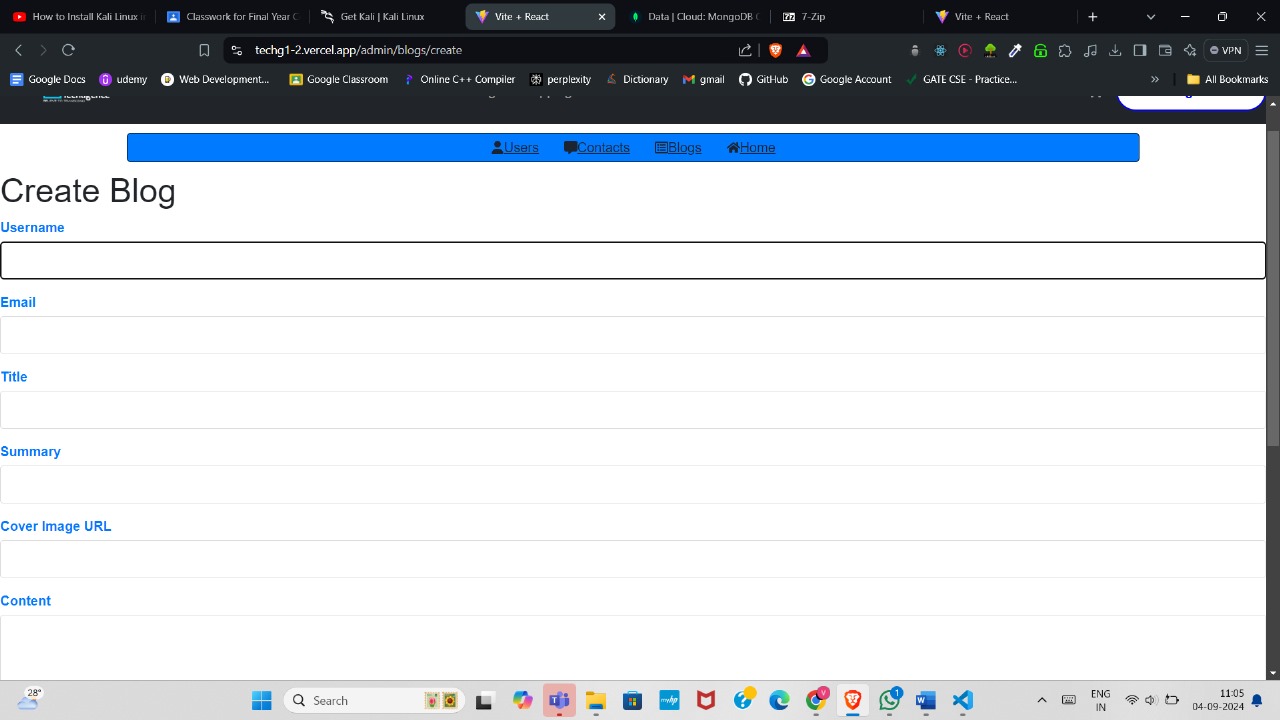 How to Install Kali Linux i
Classwork for Final Year C
Get Kali | Kali Linux
Vite + React
Data | Cloud: MongoDB C
7-Zip
Vite + React
techg1-2.vercel.app/admin/blogs/create
VPN
Google Docs
udemy
Web Development...
Google Classroom
Online C++ Compiler
perplexity
Dictionary
gmail
GitHub
Google Account
GATE CSE - Practice...
All Bookmarks
Users Contacts Blogs Home
Create Blog
Username
Email
Title
Summary
Cover Image URL
Content
28°
Search
1
ENG
IN
11:05
04-09-2024